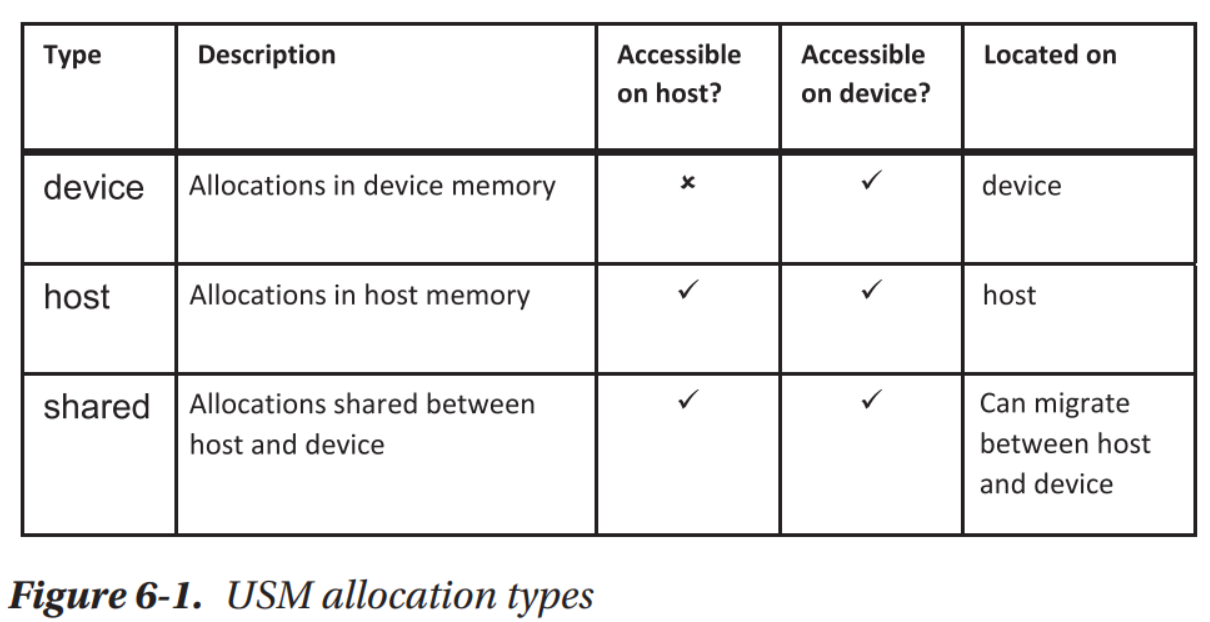 Type Description Accessible on host? Accessible on device? Located on
device Allocations in device memory ✗ ✓ device
host Allocations in host memory ✓ ✓ host
shared Allocations shared between host and device ✓ ✓ Can migrate between host and device
Figure 6-1. USM allocation types